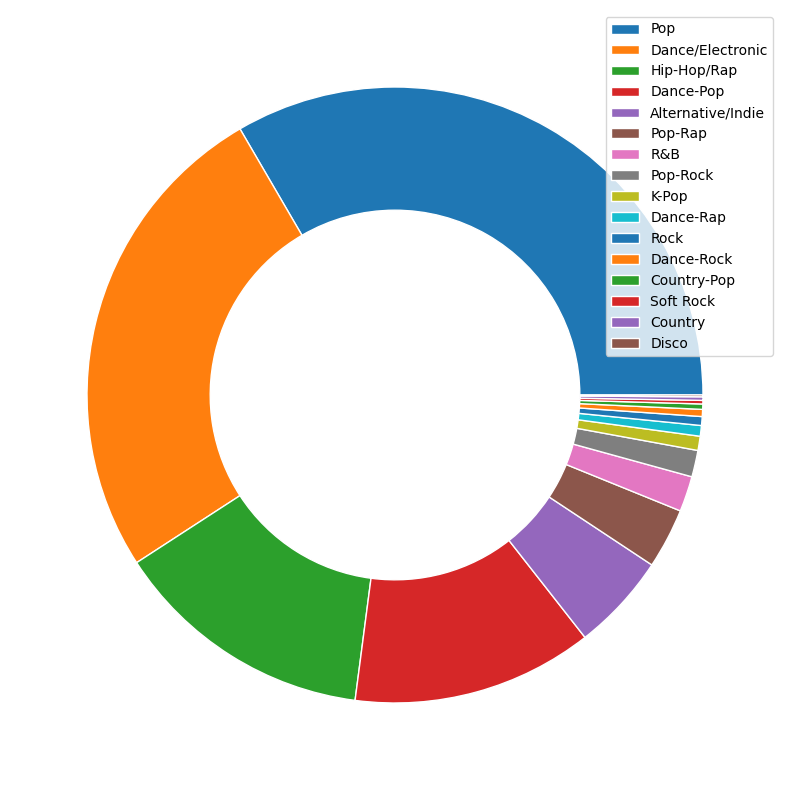 Pop
Dance/Electronic
Hip-Hop/Rap
Dance-Pop
Alternative/Indie
Pop-Rap
R&B
Pop-Rock
K-Pop
Dance-Rap
Rock
Dance-Rock
Country-Pop
Soft Rock
Country
Disco